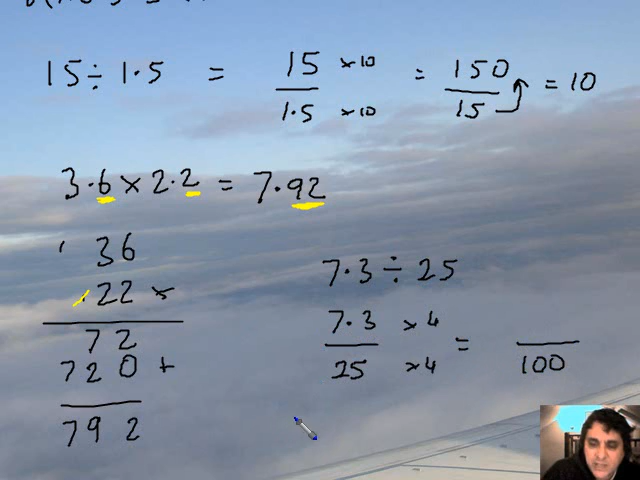 15 ÷ 1·5 = 15 ×10 / 1·5 ×10 = 150 / 15 = 10
3·6 × 2·2 = 7·92
36
22 ×
72
720 +
792
7·3 ÷ 25
7·3 ×4 / 25 ×4 = / 100